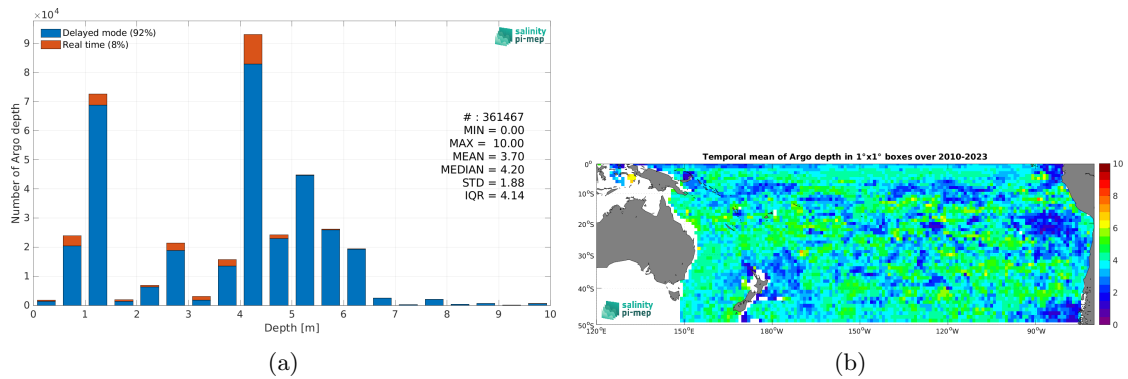 ×10⁴
Delayed mode (92%)
Real time (8%)
salinity
pi-mep
# : 361467
MIN = 0.00
MAX = 10.00
MEAN = 3.70
MEDIAN = 4.20
STD = 1.88
IQR = 4.14
Number of Argo depth
9
8
7
6
5
4
3
2
1
0
0 1 2 3 4 5 6 7 8 9 10
Depth [m]
(a)
Temporal mean of Argo depth in 1°x1° boxes over 2010-2023
0°
10°S
20°S
30°S
40°S
50°S
120°E 150°E 180°W 150°W 120°W 90°W
salinity
pi-mep
10
8
6
4
2
0
(b)